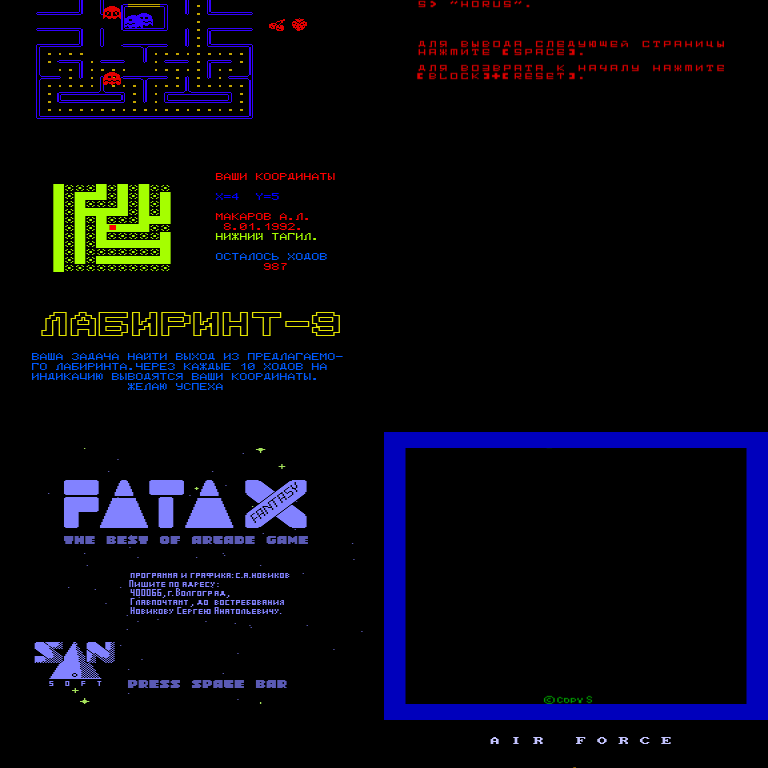 5> "HORUS".
ДЛЯ ВЫВОДА СЛЕДУЮЩЕЙ СТРАНИЦЫ
НАЖМИТЕ [SPACE].
ДЛЯ ВОЗВРАТА К НАЧАЛУ НАЖМИТЕ
[BLOCK]+[RESET].
ВАШИ КООРДИНАТЫ
X=4 Y=5
МАКАРОВ А.Л.
8.01.1992.
НИЖНИЙ ТАГИЛ.
ОСТАЛОСЬ ХОДОВ
987
ЛАБИРИНТ-9
ВАША ЗАДАЧА НАЙТИ ВЫХОД ИЗ ПРЕДЛАГАЕМО-
ГО ЛАБИРИНТА.ЧЕРЕЗ КАЖДЫЕ 10 ХОДОВ НА
ИНДИКАЦИЮ ВЫВОДЯТСЯ ВАШИ КООРДИНАТЫ.
ЖЕЛАЮ УСПЕХА
FATAX
FANTASY
THE BEST OF ARCADE GAME
ПРОГРАММА И ГРАФИКА:С.А.НОВИКОВ
ПИШИТЕ ПО АДРЕСУ:
400066,г.ВОЛГОГРАД,
ГЛАВПОЧТАМТ, ДО ВОСТРЕБОВАНИЯ
НОВИКОВУ СЕРГЕЮ АНАТОЛЬЕВИЧУ.
SAN
SOFT
PRESS SPACE BAR
© COPY S
AIR FORCE